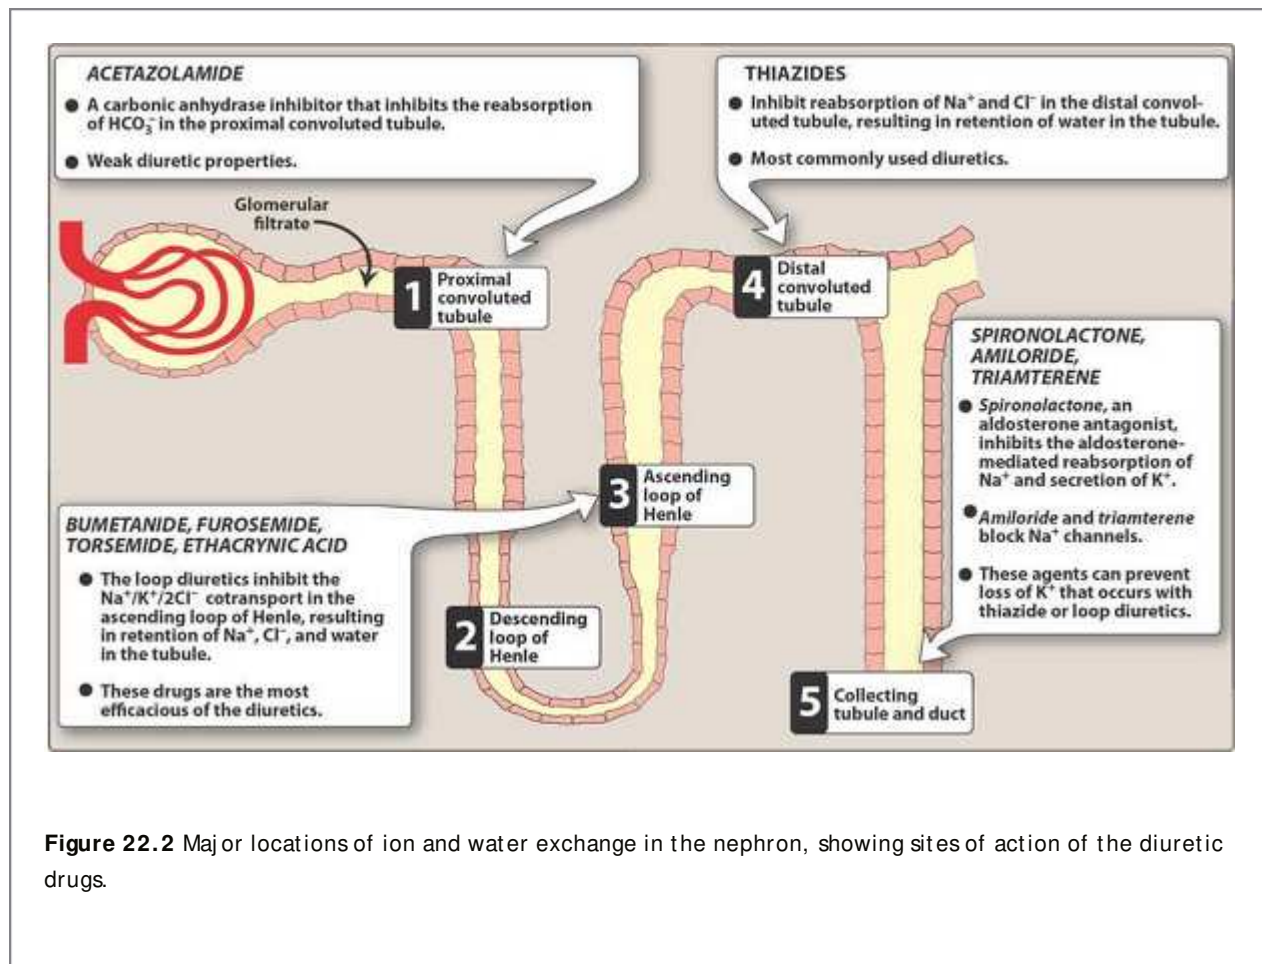 ACETAZOLAMIDE
● A carbonic anhydrase inhibitor that inhibits the reabsorption
of HCO₃⁻ in the proximal convoluted tubule.
● Weak diuretic properties.
THIAZIDES
● Inhibit reabsorption of Na⁺ and Cl⁻ in the distal convol-
uted tubule, resulting in retention of water in the tubule.
● Most commonly used diuretics.
Glomerular
filtrate
1 Proximal
convoluted
tubule
4 Distal
convoluted
tubule
SPIRONOLACTONE,
AMILORIDE,
TRIAMTERENE
● Spironolactone, an
aldosterone antagonist,
inhibits the aldosterone-
mediated reabsorption of
Na⁺ and secretion of K⁺.
● Amiloride and triamterene
block Na⁺ channels.
● These agents can prevent
loss of K⁺ that occurs with
thiazide or loop diuretics.
3 Ascending
loop of
Henle
BUMETANIDE, FUROSEMIDE,
TORSEMIDE, ETHACRYNIC ACID
● The loop diuretics inhibit the
Na⁺/K⁺/2Cl⁻ cotransport in the
ascending loop of Henle, resulting
in retention of Na⁺, Cl⁻, and water
in the tubule.
● These drugs are the most
efficacious of the diuretics.
2 Descending
loop of
Henle
5 Collecting
tubule and duct
Figure 22.2 Major locations of ion and water exchange in the nephron, showing sites of action of the diuretic
drugs.